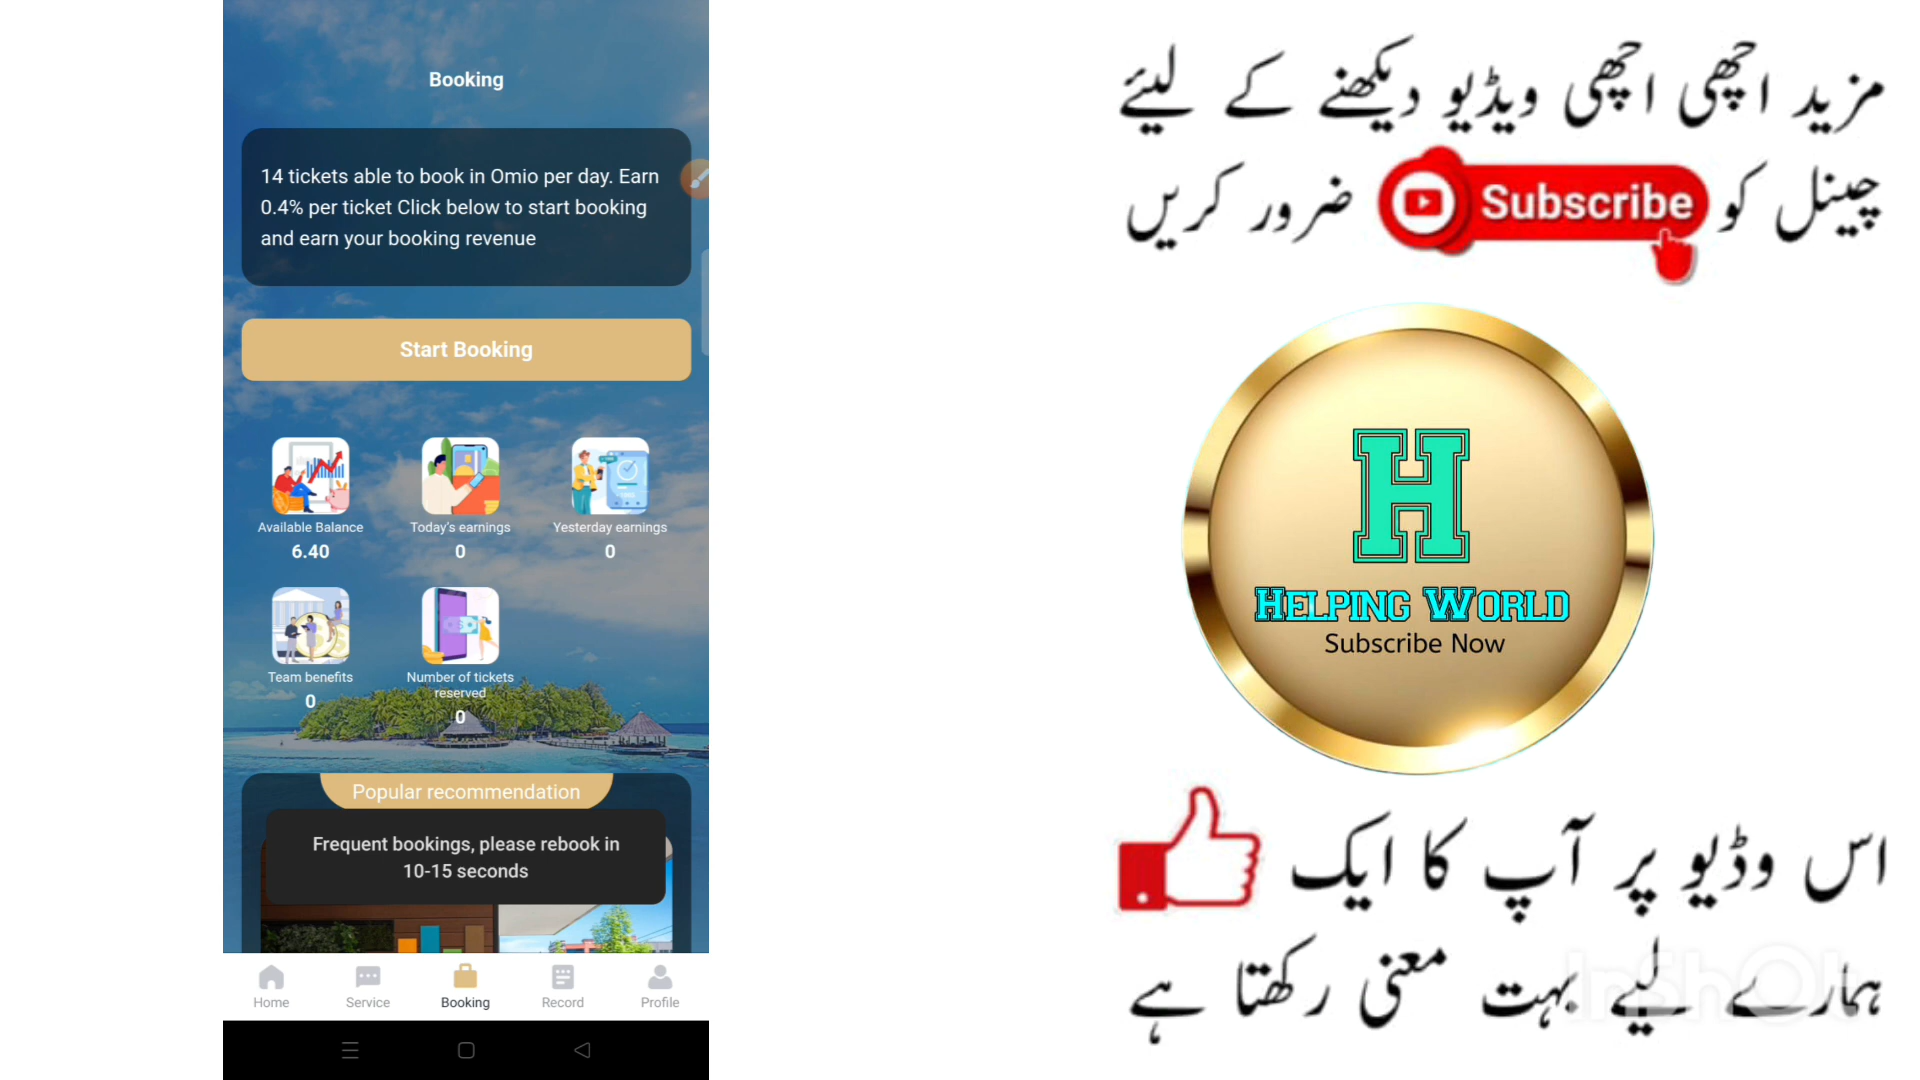 Booking
14 tickets able to book in Omio per day. Earn
0.4% per ticket Click below to start booking
and earn your booking revenue
Start Booking
Available Balance
6.40
Today's earnings
0
Yesterday earnings
0
Team benefits
0
Number of tickets
reserved
0
Popular recommendation
Frequent bookings, please rebook in
10-15 seconds
Home
Service
Booking
Record
Profile
مزید اچھی اچھی ویڈیو دیکھنے کے لیئے
چینل کو Subscribe ضرور کریں
H
HELPING WORLD
Subscribe Now
اس وڈیو پر آپ کا ایک
ہمارے لیے بہت معنی رکھتا ہے
InShOt